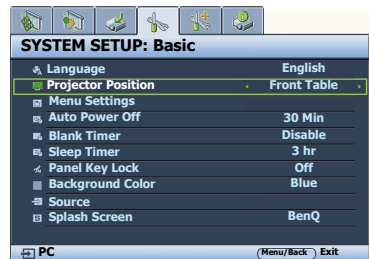 SYSTEM SETUP: Basic
Language English
Projector Position Front Table
Menu Settings
Auto Power Off 30 Min
Blank Timer Disable
Sleep Timer 3 hr
Panel Key Lock Off
Background Color Blue
Source
Splash Screen BenQ
PC Menu/Back Exit